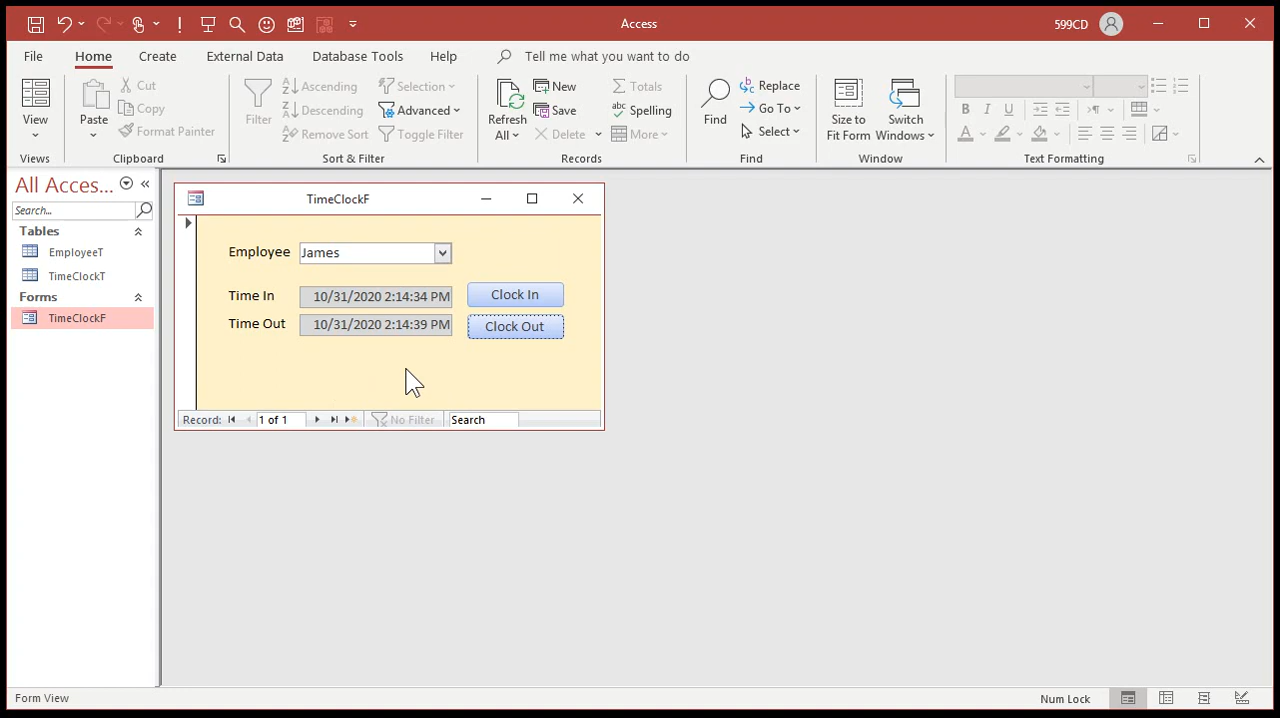 Access
599CD
File Home Create External Data Database Tools Help Tell me what you want to do
View
Views
Paste
Cut
Copy
Format Painter
Clipboard
Filter
Ascending
Descending
Remove Sort
Selection
Advanced
Toggle Filter
Sort & Filter
Refresh
All
New
Save
Delete
Totals
Spelling
More
Records
Find
Replace
Go To
Select
Find
Size to
Fit Form
Switch
Windows
Window
B I U
A
Text Formatting
All Acces...
Search...
Tables
EmployeeT
TimeClockT
Forms
TimeClockF
TimeClockF
Employee James
Time In 10/31/2020 2:14:34 PM Clock In
Time Out 10/31/2020 2:14:39 PM Clock Out
Record: 1 of 1 No Filter Search
Form View
Num Lock